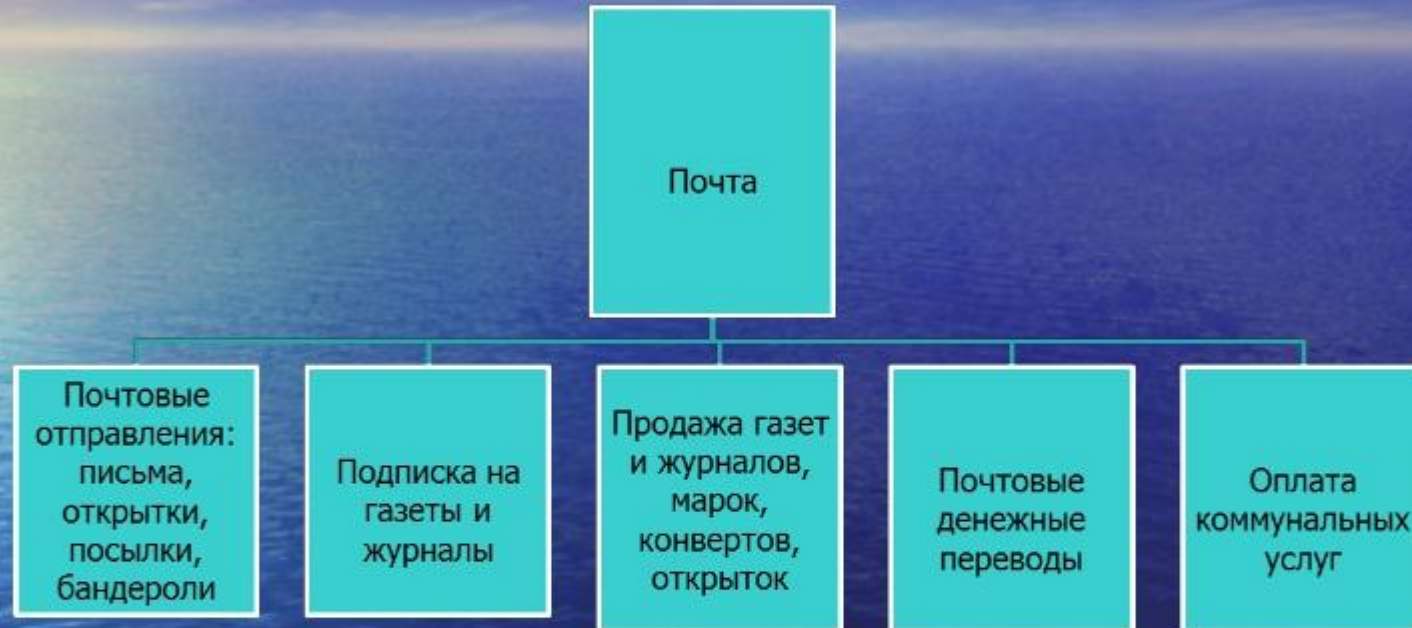 Почта
Почтовые
отправления:
письма,
открытки,
посылки,
бандероли
Подписка на
газеты и
журналы
Продажа газет
и журналов,
марок,
конвертов,
открыток
Почтовые
денежные
переводы
Оплата
коммунальных
услуг